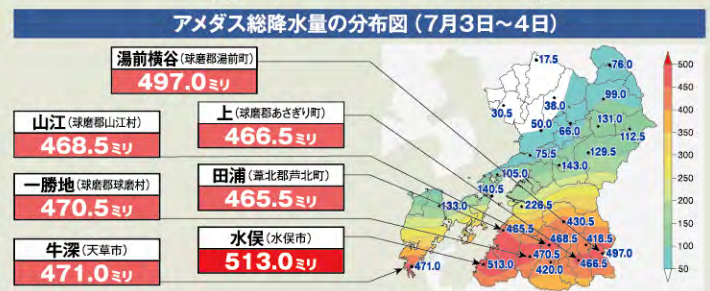 アメダス総降水量の分布図（7月3日～4日）
湯前横谷（球磨郡湯前町）
497.0ミリ
山江（球磨郡山江村）
468.5ミリ
上（球磨郡あさぎり町）
466.5ミリ
一勝地（球磨郡球磨村）
470.5ミリ
田浦（葦北郡芦北町）
465.5ミリ
牛深（天草市）
471.0ミリ
水俣（水俣市）
513.0ミリ
17.5
76.0
30.5
38.0
99.0
50.0
66.0
131.0
112.5
75.5
129.5
143.0
105.0
140.5
133.0
226.5
430.5
465.5
468.5
418.5
470.5
497.0
471.0
513.0
420.0
466.5
500
450
400
350
300
250
200
150
100
50